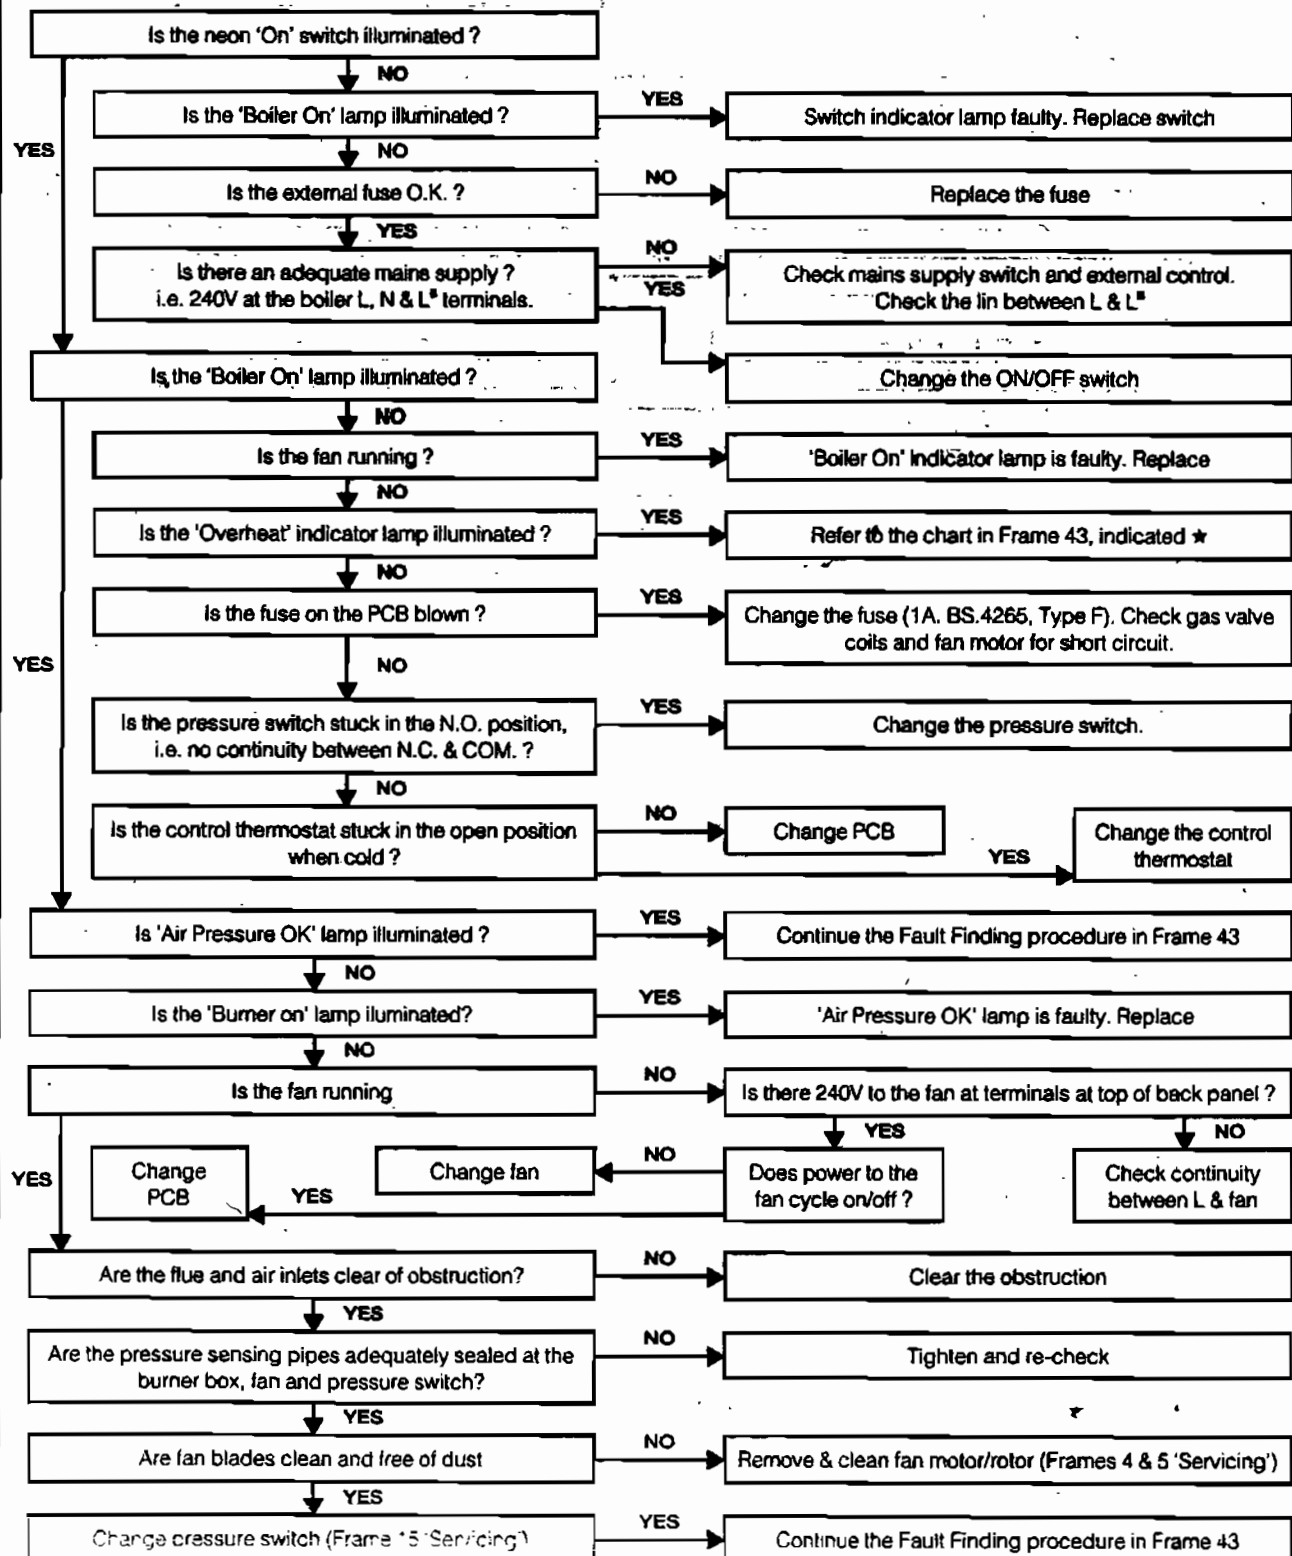 Is the neon 'On' switch illuminated ?
NO
Is the 'Boiler On' lamp illuminated ?
YES
Switch indicator lamp faulty. Replace switch
YES
NO
Is the external fuse O.K. ?
NO
Replace the fuse
YES
Is there an adequate mains supply ?
i.e. 240V at the boiler L, N & L* terminals.
NO
YES
Check mains supply switch and external control.
Check the lin between L & L*
Is the 'Boiler On' lamp illuminated ?
Change the ON/OFF switch
NO
Is the fan running ?
YES
'Boiler On' Indicator lamp is faulty. Replace
NO
Is the 'Overheat' indicator lamp illuminated ?
YES
Refer to the chart in Frame 43, indicated ★
NO
Is the fuse on the PCB blown ?
YES
Change the fuse (1A. BS.4265, Type F). Check gas valve
coils and fan motor for short circuit.
YES
NO
Is the pressure switch stuck in the N.O. position,
i.e. no continuity between N.C. & COM. ?
YES
Change the pressure switch.
NO
Is the control thermostat stuck in the open position
when cold ?
NO
Change PCB
YES
Change the control
thermostat
Is 'Air Pressure OK' lamp illuminated ?
YES
Continue the Fault Finding procedure in Frame 43
NO
Is the 'Burner on' lamp iluminated?
YES
'Air Pressure OK' lamp is faulty. Replace
NO
Is the fan running
NO
Is there 240V to the fan at terminals at top of back panel ?
YES
NO
YES
Change
PCB
YES
Change fan
NO
Does power to the
fan cycle on/off ?
Check continuity
between L & fan
Are the flue and air inlets clear of obstruction?
NO
Clear the obstruction
YES
Are the pressure sensing pipes adequately sealed at the
burner box, fan and pressure switch?
NO
Tighten and re-check
YES
Are fan blades clean and free of dust
NO
Remove & clean fan motor/rotor (Frames 4 & 5 'Servicing')
YES
Change pressure switch (Frame 'Servicing')
YES
Continue the Fault Finding procedure in Frame 43